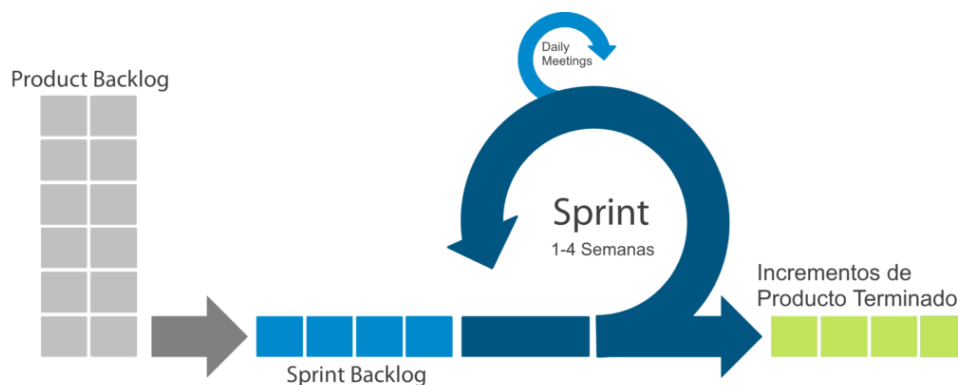 Daily
Meetings
Product Backlog
Sprint
1-4 Semanas
Incrementos de
Producto Terminado
Sprint Backlog